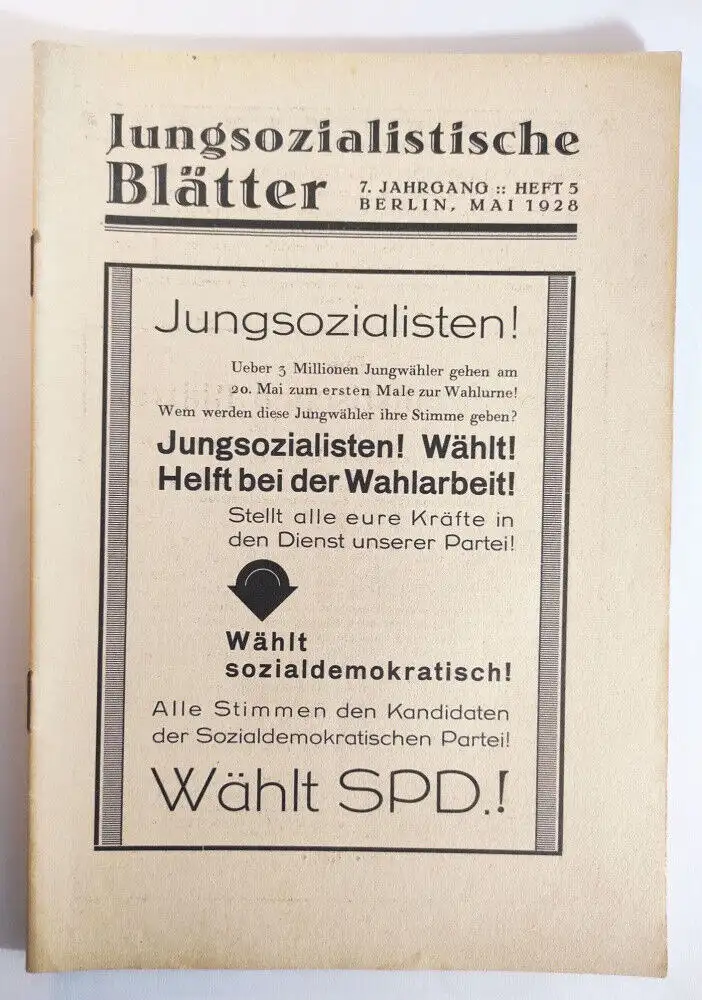 Jungsozialistische
Blätter
7. JAHRGANG :: HEFT 5
BERLIN, MAI 1928
Jungsozialisten!
Ueber 3 Millionen Jungwähler gehen am
20. Mai zum ersten Male zur Wahlurne!
Wem werden diese Jungwähler ihre Stimme geben?
Jungsozialisten! Wählt!
Helft bei der Wahlarbeit!
Stellt alle eure Kräfte in
den Dienst unserer Partei!
Wählt
sozialdemokratisch!
Alle Stimmen den Kandidaten
der Sozialdemokratischen Partei!
Wählt SPD.!